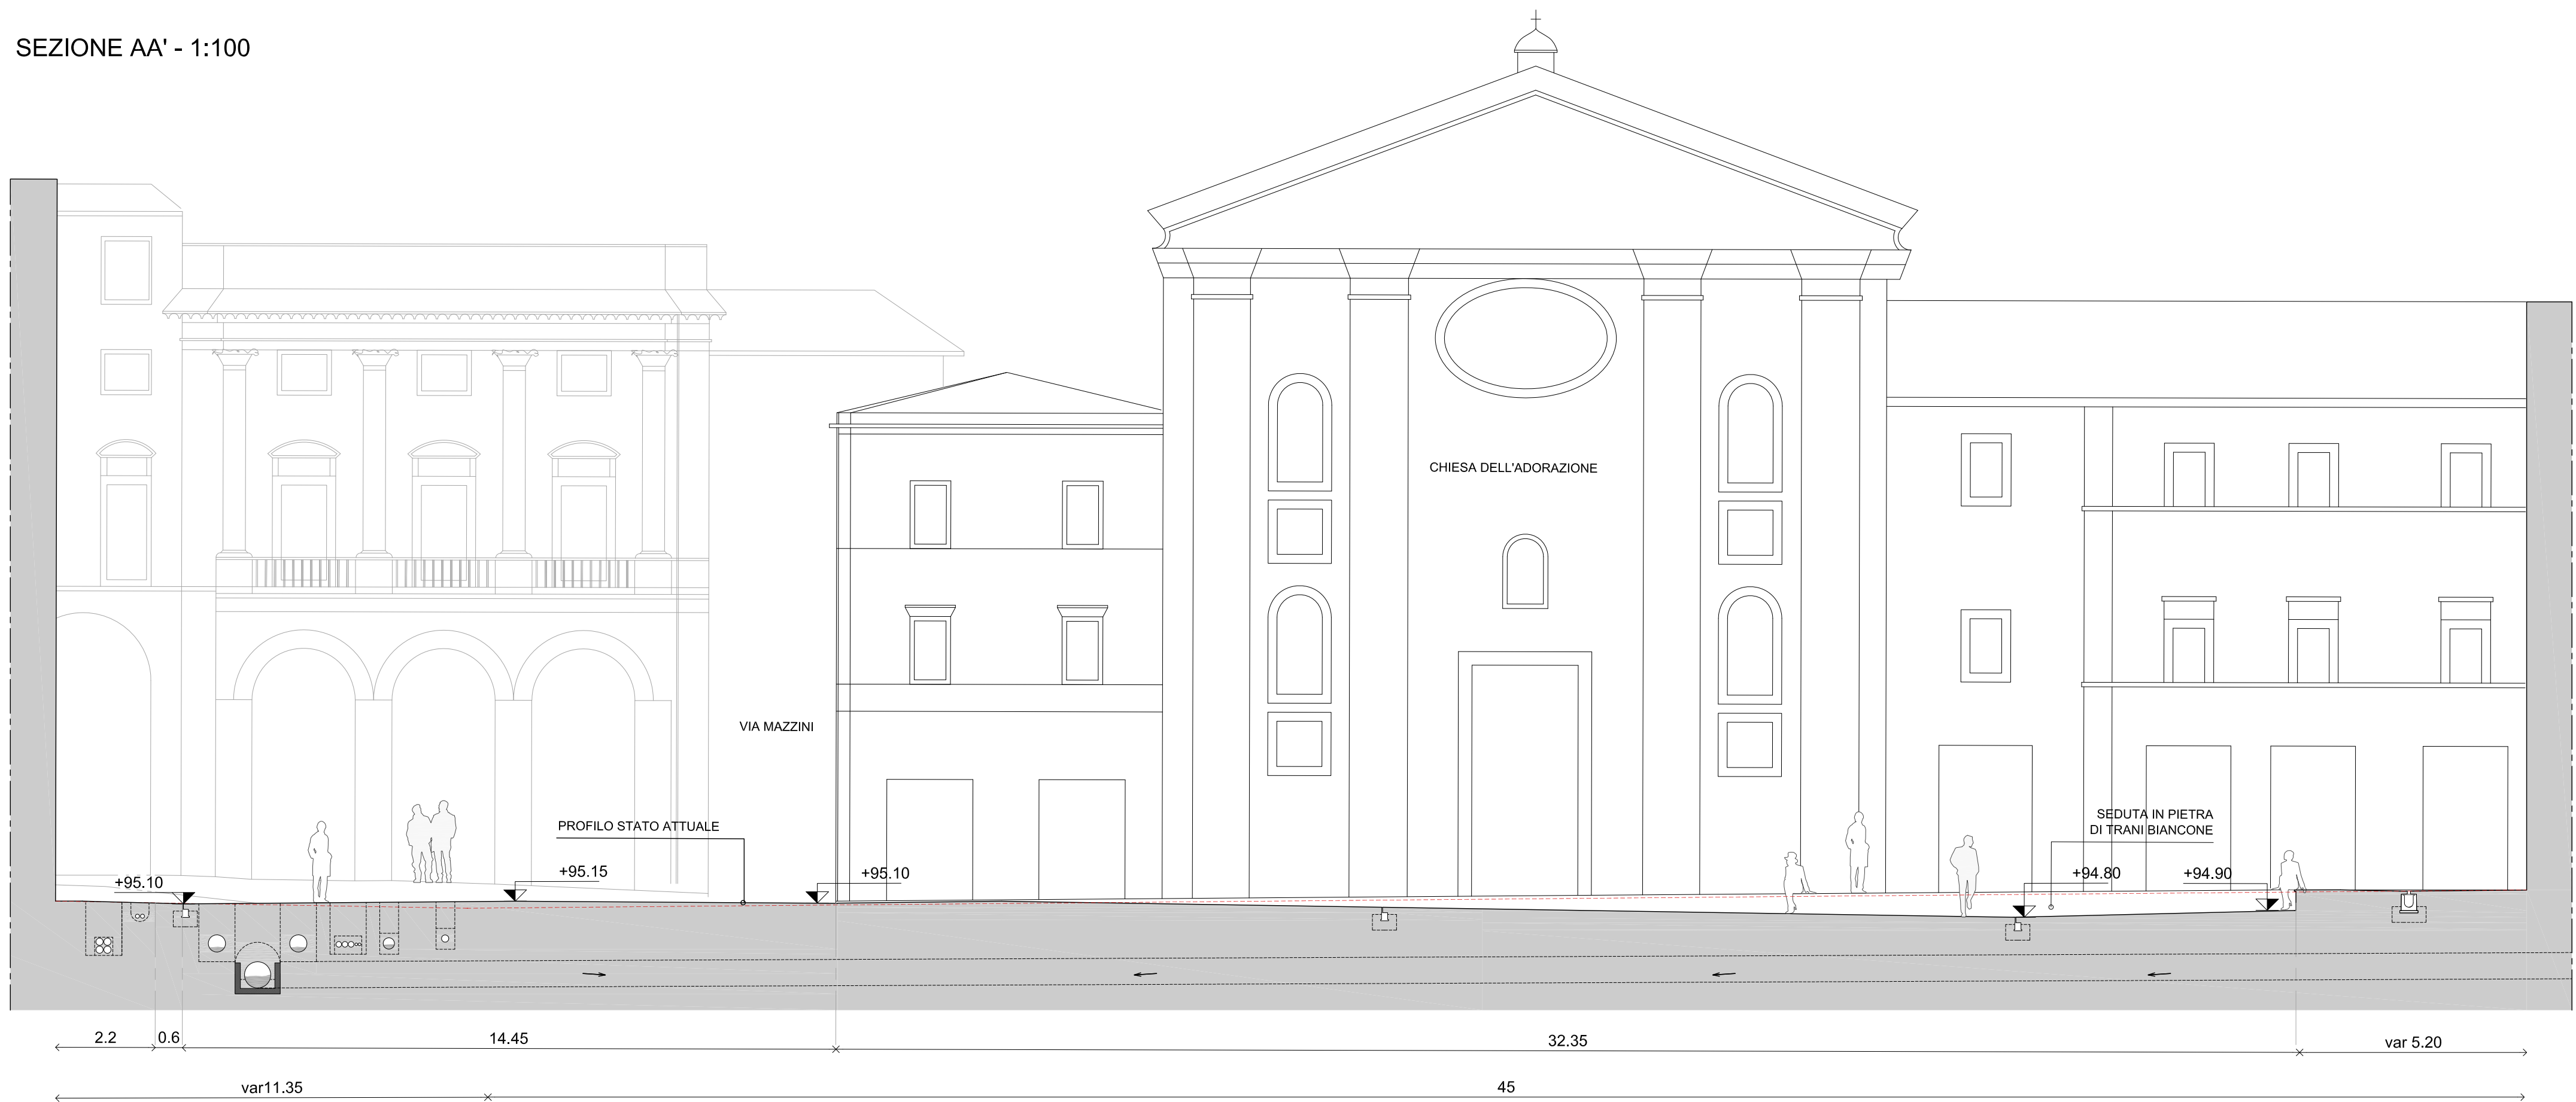 SEZIONE AA' - 1:100
CHIESA DELL'ADORAZIONE
VIA MAZZINI
PROFILO STATO ATTUALE
SEDUTA IN PIETRA
DI TRANI BIANCONE
+95.10
+95.15
+95.10
+94.80
+94.90
2.2
0.6
14.45
32.35
var 5.20
var11.35
45